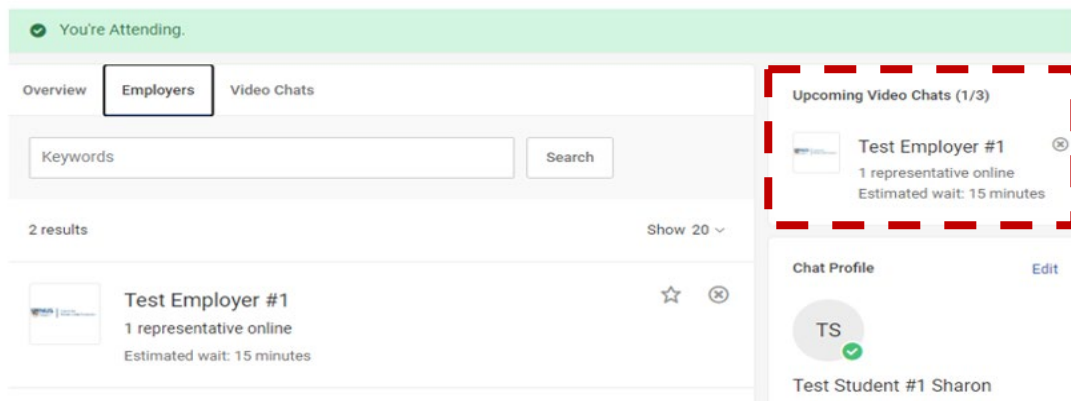 You're Attending.
Overview Employers Video Chats
Keywords
Search
2 results
Show 20
Test Employer #1
1 representative online
Estimated wait: 15 minutes
Upcoming Video Chats (1/3)
Test Employer #1
1 representative online
Estimated wait: 15 minutes
Chat Profile
Edit
TS
Test Student #1 Sharon